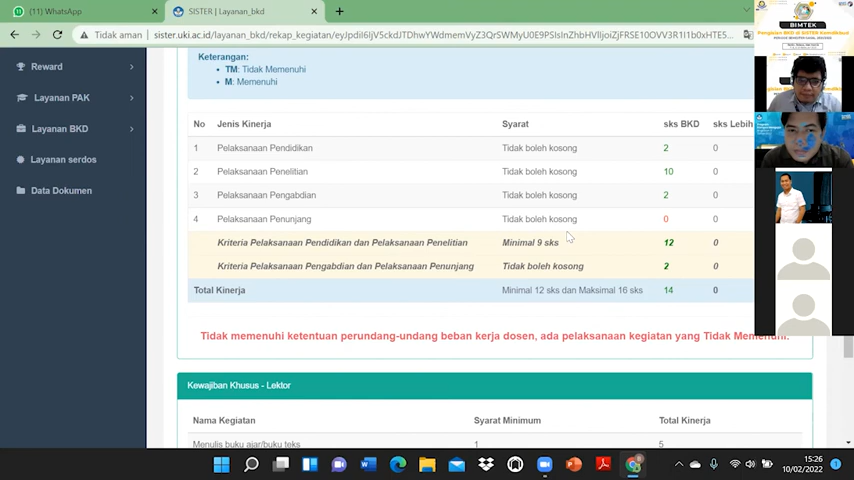 (11) WhatsApp
SISTER | Layanan_bkd
Tidak aman
sister.uki.ac.id
BIMTEK
Pengisian BKD di SISTER Kemdikbud
Reward
Layanan PAK
Layanan BKD
Layanan serdos
Data Dokumen
Keterangan:
TM: Tidak Memenuhi
M: Memenuhi
No Jenis Kinerja Syarat sks BKD sks Lebih
1 Pelaksanaan Pendidikan Tidak boleh kosong 2 0
2 Pelaksanaan Penelitian Tidak boleh kosong 10 0
3 Pelaksanaan Pengabdian Tidak boleh kosong 2 0
4 Pelaksanaan Penunjang Tidak boleh kosong 0 0
Kriteria Pelaksanaan Pendidikan dan Pelaksanaan Penelitian Minimal 9 sks 12 0
Kriteria Pelaksanaan Pengabdian dan Pelaksanaan Penunjang Tidak boleh kosong 2 0
Total Kinerja Minimal 12 sks dan Maksimal 16 sks 14 0
Tidak memenuhi ketentuan perundang-undang beban kerja dosen, ada pelaksanaan kegiatan yang Tidak Memenuhi.
Kewajiban Khusus - Lektor
Nama Kegiatan Syarat Minimum Total Kinerja
Menulis buku ajar/buku teks 1 5
15:26
10/02/2022